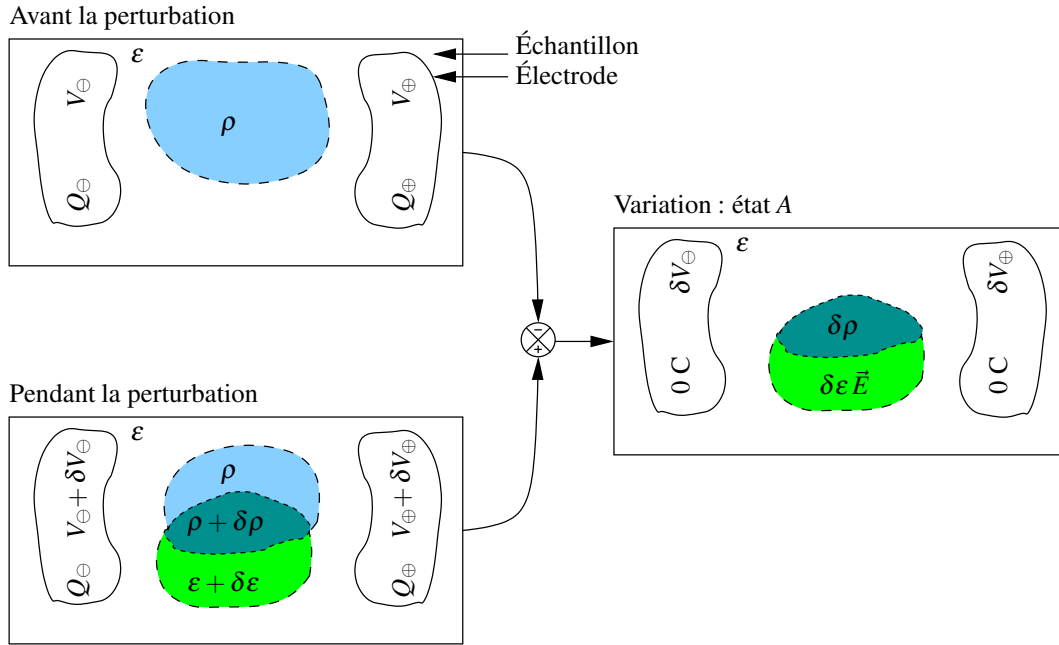 Avant la perturbation
ε
V⊖
Q⊖
ρ
V⊕
Q⊕
Échantillon
Électrode
Variation : état A
ε
δV⊖
0 C
δρ
δε E⃗
δV⊕
0 C
−
+
Pendant la perturbation
ε
V⊖ + δV⊖
Q⊖
ρ
ρ + δρ
ε + δε
V⊕ + δV⊕
Q⊕